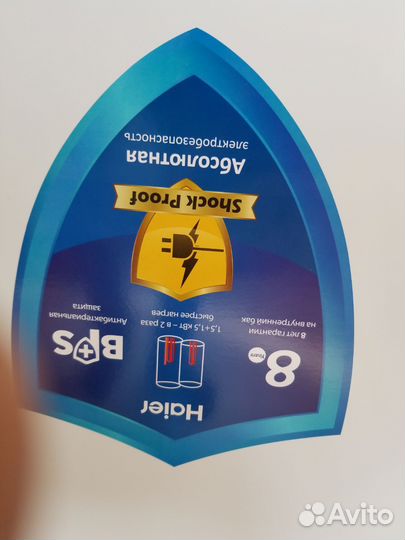 Haier
8 Years
8 лет гарантии
на внутренний бак
1,5+1,5 кВт – в 2 раза
быстрее нагрев
BPS
Антибактериальная
защита
Shock Proof
Абсолютная
электробезопасность
Avito